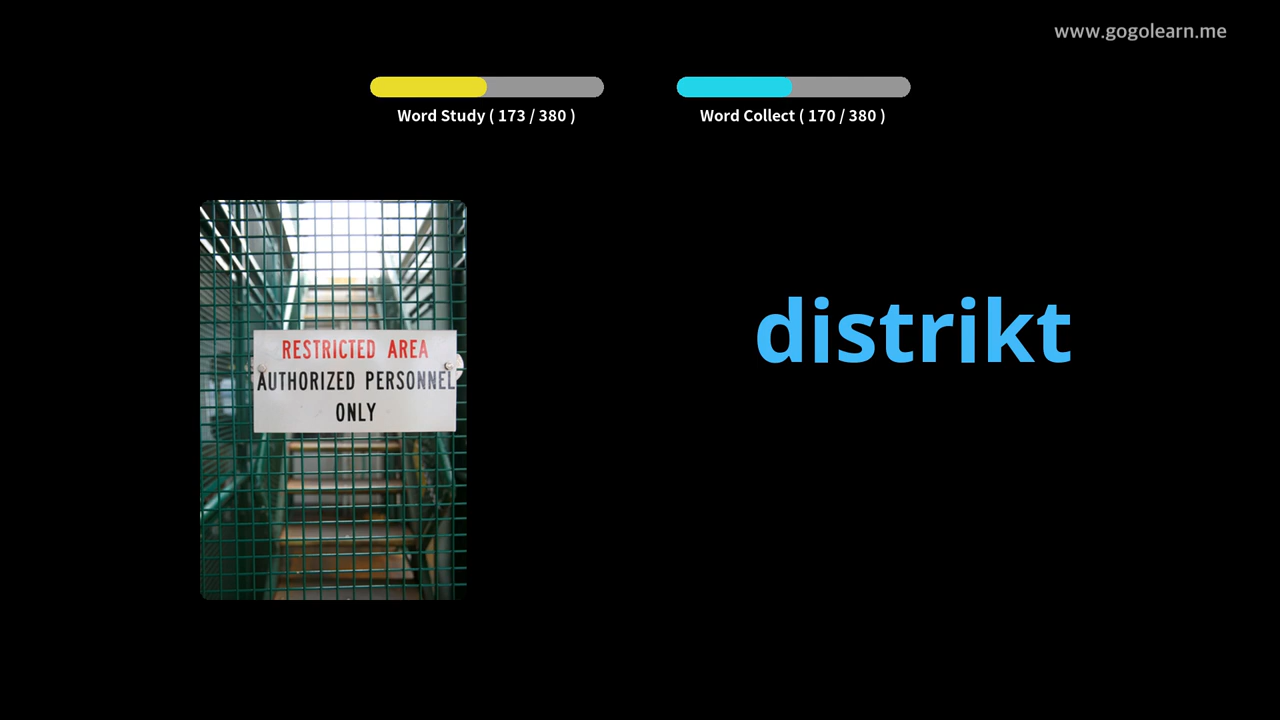 www.gogolearn.me
Word Study ( 173 / 380 )
Word Collect ( 170 / 380 )
RESTRICTED AREA
AUTHORIZED PERSONNEL
ONLY
distrikt